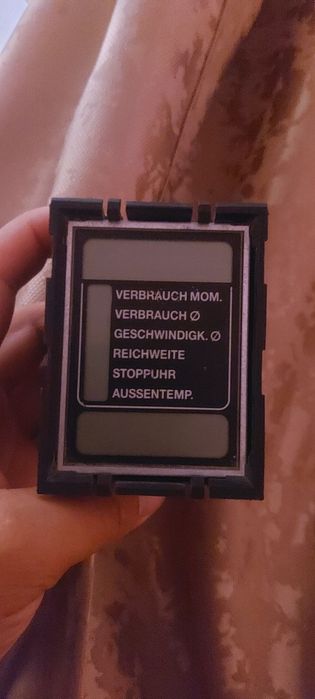 VERBRAUCH MOM.
VERBRAUCH Ø
GESCHWINDIGK. Ø
REICHWEITE
STOPPUHR
AUSSENTEMP.